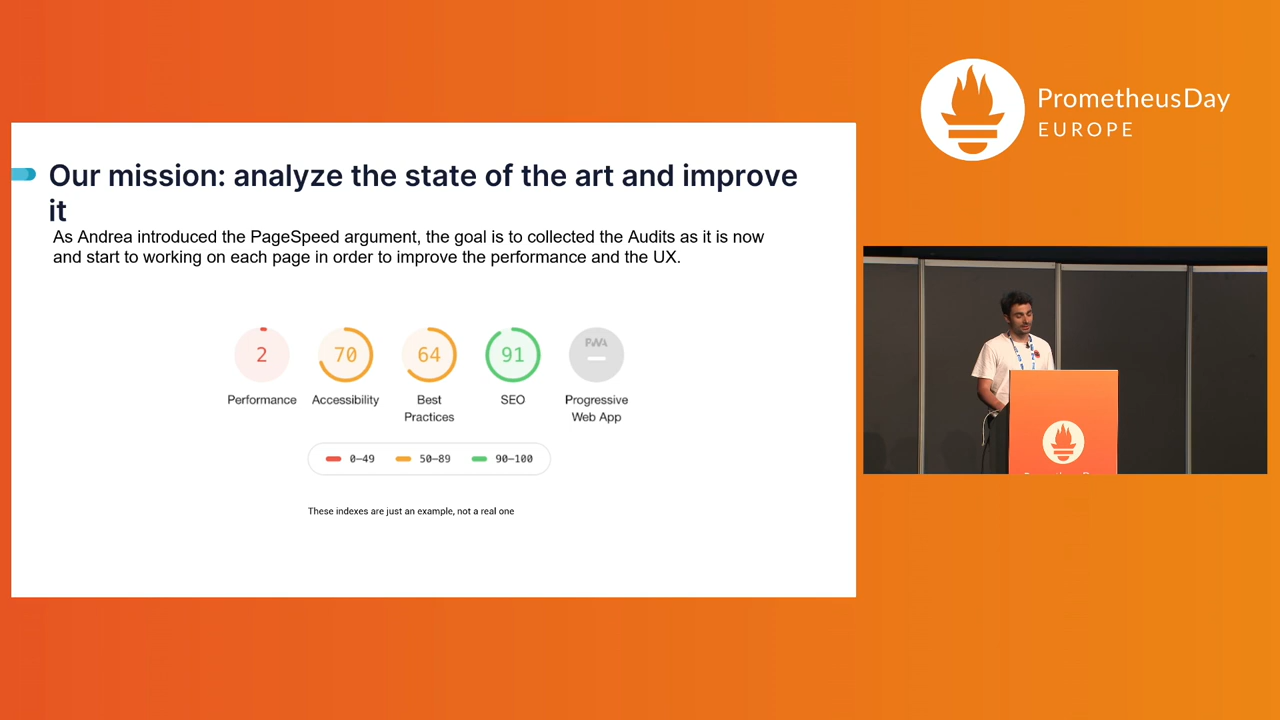 PrometheusDay
EUROPE
Our mission: analyze the state of the art and improve
it
As Andrea introduced the PageSpeed argument, the goal is to collected the Audits as it is now
and start to working on each page in order to improve the performance and the UX.
2
70
64
91
PWA
Performance
Accessibility
Best
Practices
SEO
Progressive
Web App
0–49
50–89
90–100
These indexes are just an example, not a real one